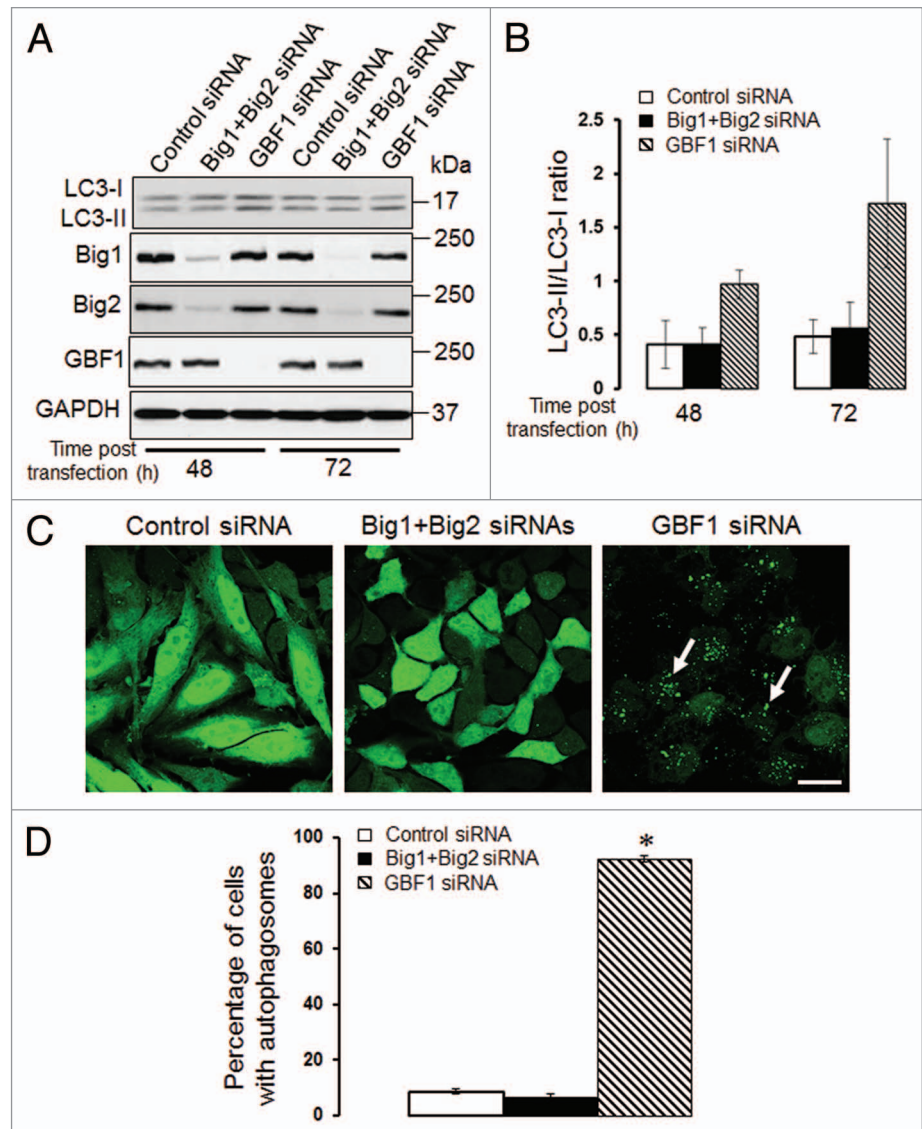 A
Control siRNA
Big1+Big2 siRNA
GBF1 siRNA
Control siRNA
Big1+Big2 siRNA
GBF1 siRNA
kDa
LC3-I
LC3-II
17
Big1
250
Big2
250
GBF1
250
GAPDH
37
Time post
transfection (h)
48
72
B
Control siRNA
Big1+Big2 siRNA
GBF1 siRNA
LC3-II/LC3-I ratio
2.5
2
1.5
1
0.5
0
Time post
transfection (h)
48
72
C
Control siRNA
Big1+Big2 siRNAs
GBF1 siRNA
D
Control siRNA
Big1+Big2 siRNA
GBF1 siRNA
*
Percentage of cells
with autophagosomes
100
80
60
40
20
0